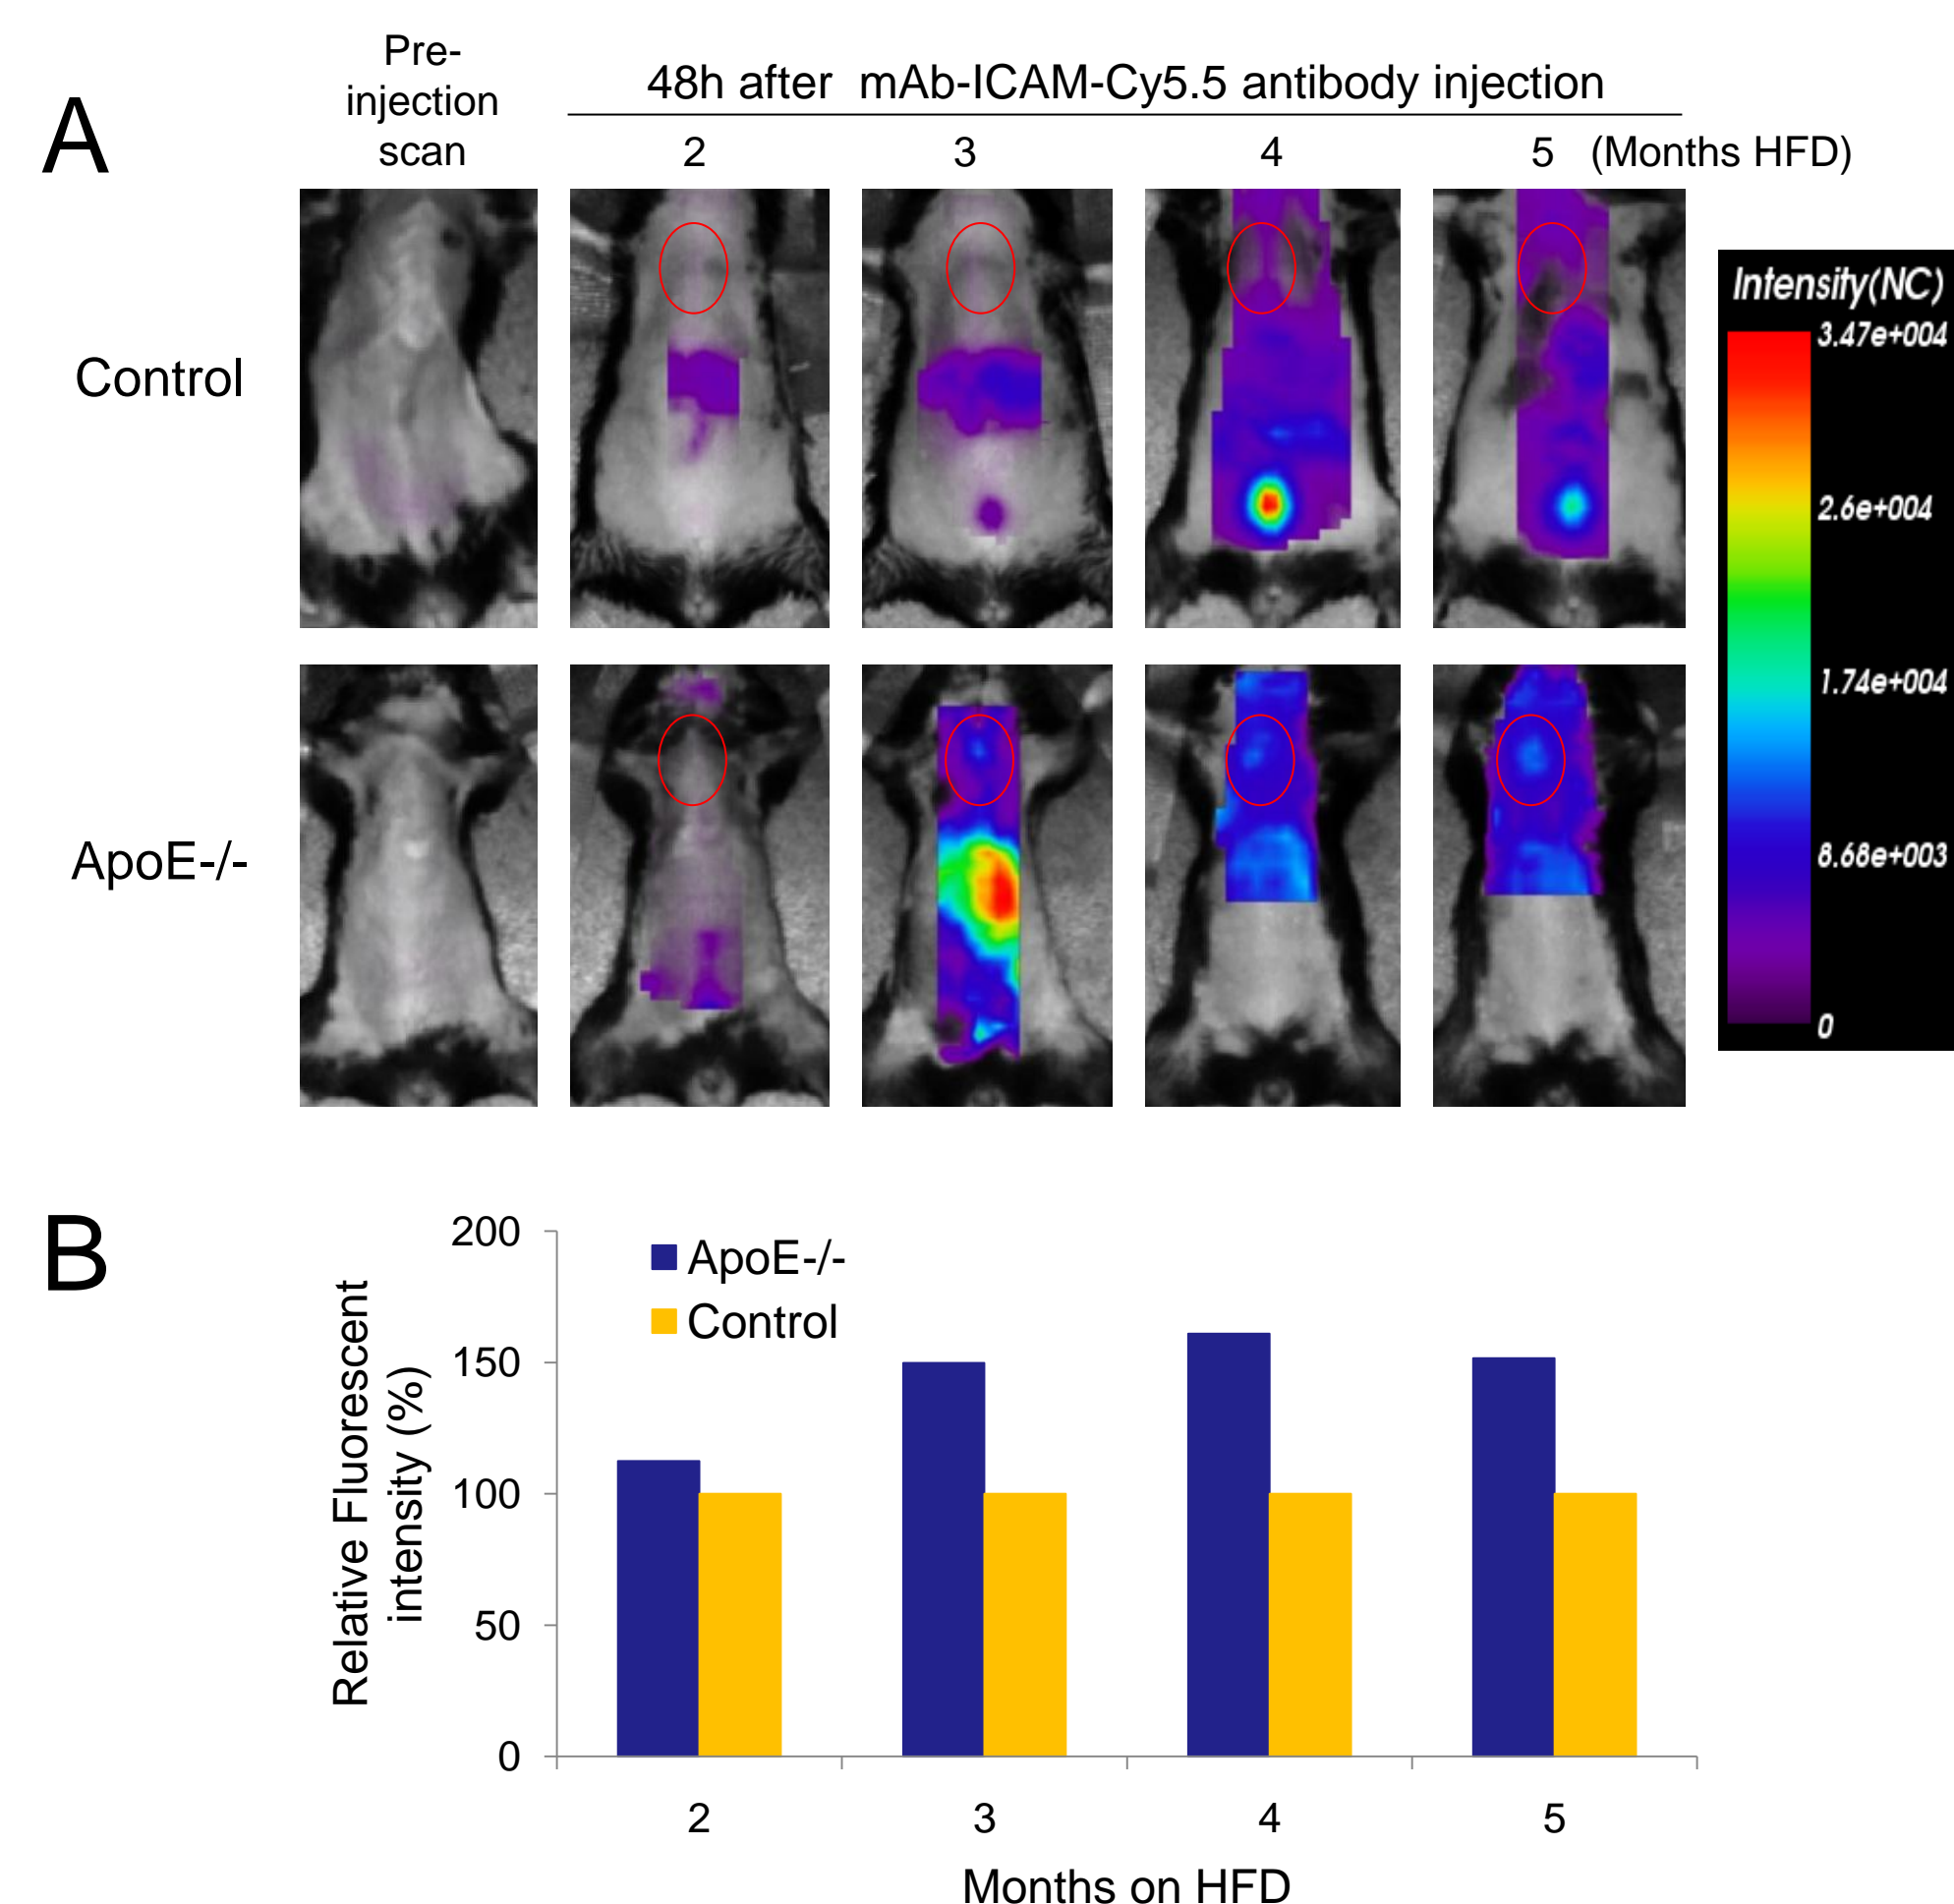 A
Pre-
injection
scan
48h after  mAb-ICAM-Cy5.5 antibody injection
2
3
4
5
(Months HFD)
Control
ApoE-/-
Intensity(NC)
3.47e+004
2.6e+004
1.74e+004
8.68e+003
0
B
Relative Fluorescent
intensity (%)
200
150
100
50
0
ApoE-/-
Control
2
3
4
5
Months on HFD